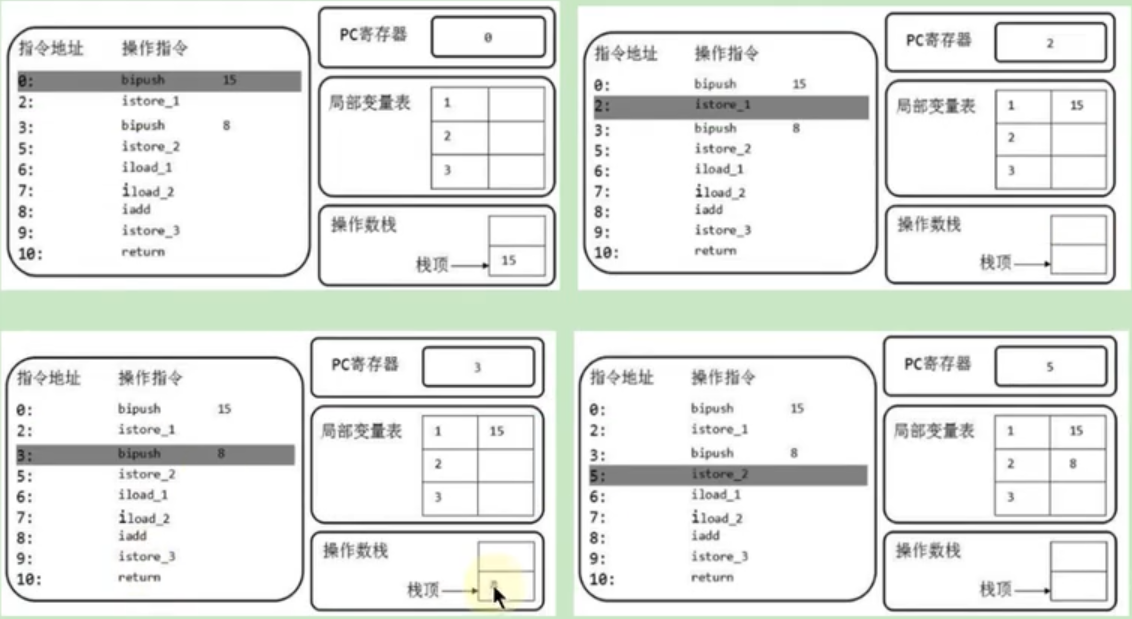 指令地址 操作指令
0: bipush 15
2: istore_1
3: bipush 8
5: istore_2
6: iload_1
7: iload_2
8: iadd
9: istore_3
10: return
PC寄存器 0
局部变量表
1
2
3
操作数栈
栈顶 15
指令地址 操作指令
0: bipush 15
2: istore_1
3: bipush 8
5: istore_2
6: iload_1
7: iload_2
8: iadd
9: istore_3
10: return
PC寄存器 2
局部变量表
1 15
2
3
操作数栈
栈顶
指令地址 操作指令
0: bipush 15
2: istore_1
3: bipush 8
5: istore_2
6: iload_1
7: iload_2
8: iadd
9: istore_3
10: return
PC寄存器 3
局部变量表
1 15
2
3
操作数栈
栈顶
指令地址 操作指令
0: bipush 15
2: istore_1
3: bipush 8
5: istore_2
6: iload_1
7: iload_2
8: iadd
9: istore_3
10: return
PC寄存器 5
局部变量表
1 15
2 8
3
操作数栈
栈顶